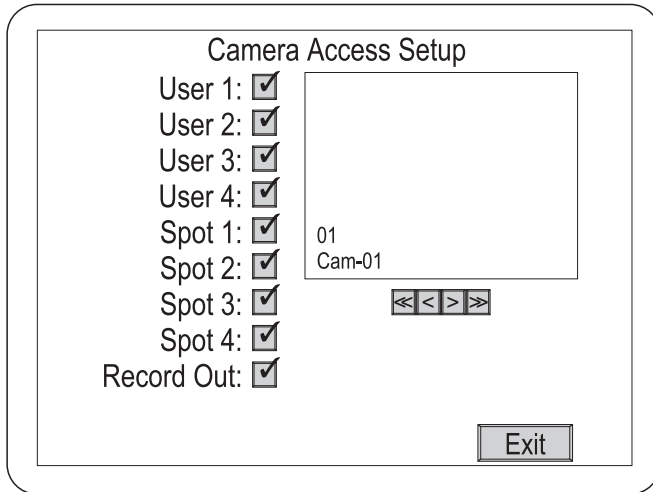 Camera Access Setup
User 1:
User 2:
User 3:
User 4:
Spot 1:
Spot 2:
Spot 3:
Spot 4:
Record Out:
01
Cam-01
≪ < > ≫
Exit